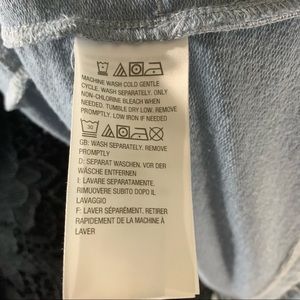 MACHINE WASH COLD GENTLE
CYCLE. WASH SEPARATELY. ONLY
NON-CHLORINE BLEACH WHEN
NEEDED. TUMBLE DRY LOW. REMOVE
PROMPTLY. LOW IRON IF NEEDED
30
GB: WASH SEPARATELY. REMOVE
PROMPTLY
D: SEPARAT WASCHEN. VOR DER
WÄSCHE ENTFERNEN
I: LAVARE SEPARATAMENTE.
RIMUOVERE SUBITO DOPO IL
LAVAGGIO
F: LAVER SÉPARÉMENT. RETIRER
RAPIDEMENT DE LA MACHINE À
LAVER